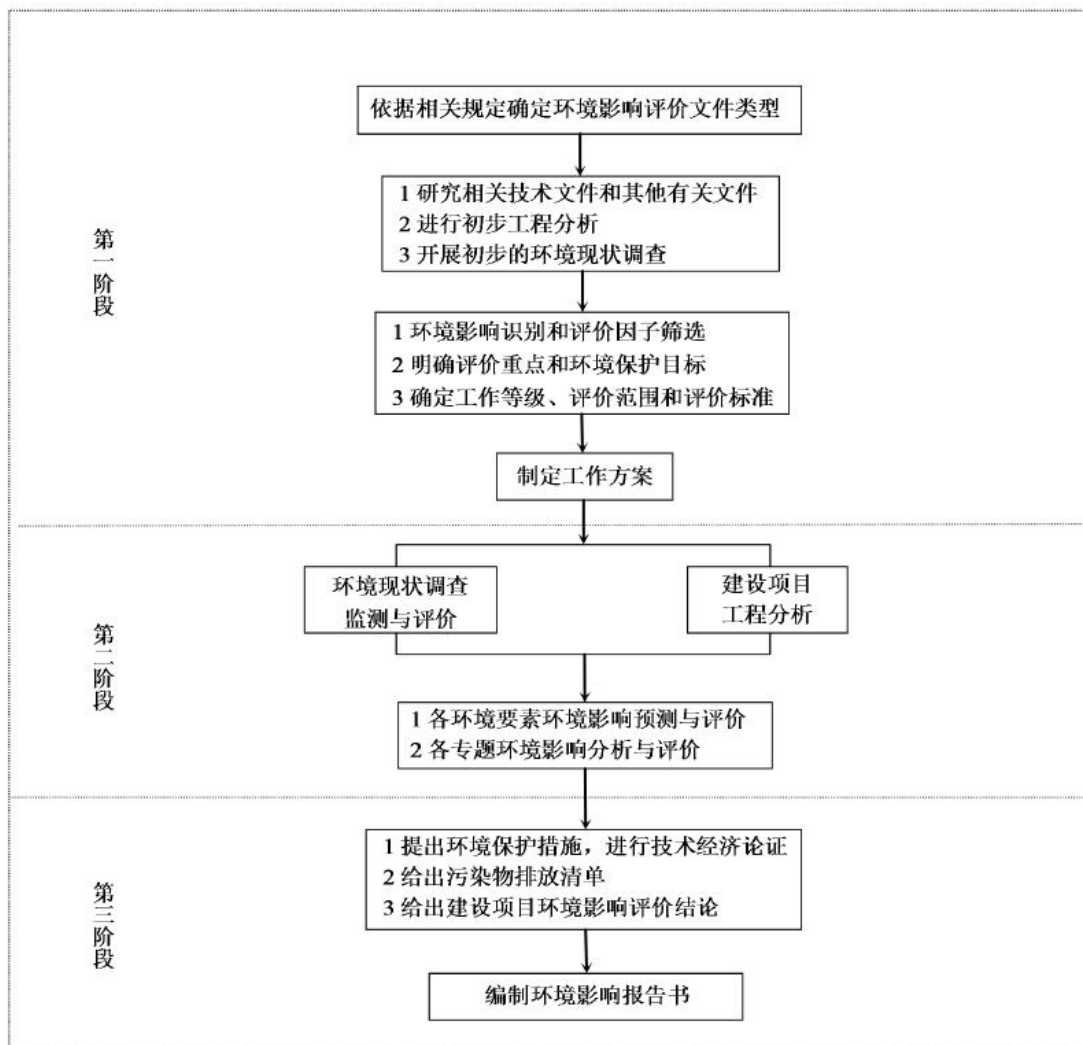 依据相关规定确定环境影响评价文件类型
1 研究相关技术文件和其他有关文件
2 进行初步工程分析
3 开展初步的环境现状调查
第一阶段
1 环境影响识别和评价因子筛选
2 明确评价重点和环境保护目标
3 确定工作等级、评价范围和评价标准
制定工作方案
环境现状调查
监测与评价
建设项目
工程分析
第二阶段
1 各环境要素环境影响预测与评价
2 各专题环境影响分析与评价
1 提出环境保护措施，进行技术经济论证
2 给出污染物排放清单
3 给出建设项目环境影响评价结论
第三阶段
编制环境影响报告书